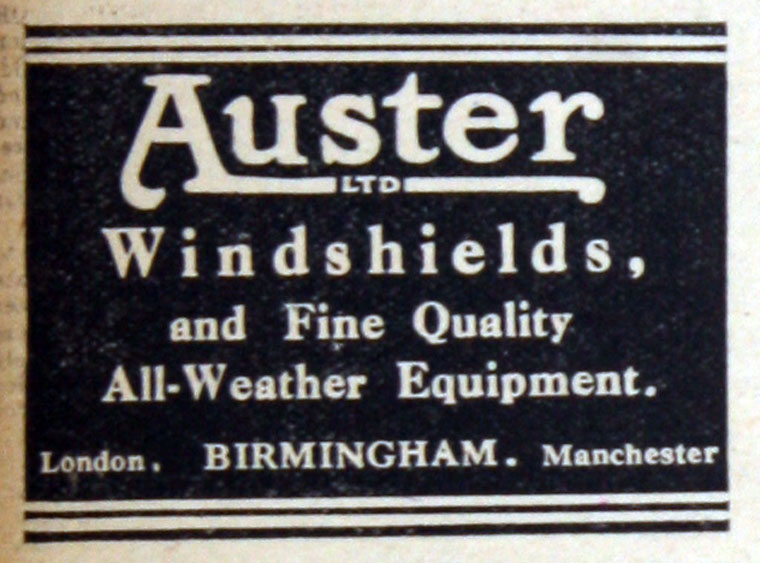 Auster
LTD
Windshields,
and Fine Quality
All-Weather Equipment.
London. BIRMINGHAM. Manchester